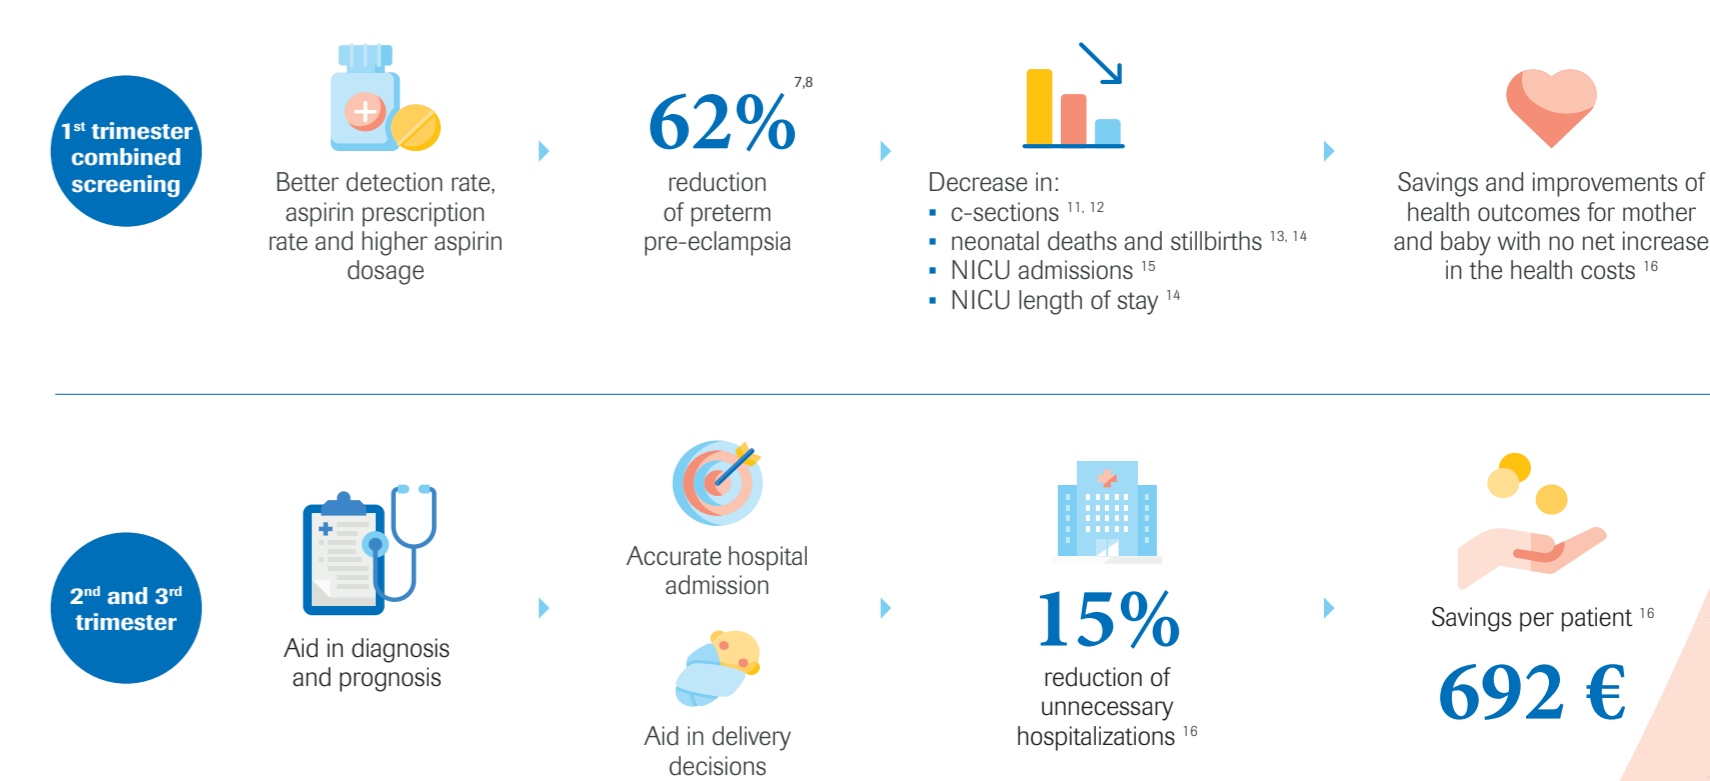 1st trimester
combined
screening
Better detection rate,
aspirin prescription
rate and higher aspirin
dosage
62% 7,8
reduction
of preterm
pre-eclampsia
Decrease in:
▪ c-sections 11, 12
▪ neonatal deaths and stillbirths 13, 14
▪ NICU admissions 15
▪ NICU length of stay 14
Savings and improvements of
health outcomes for mother
and baby with no net increase
in the health costs 16
2nd and 3rd
trimester
Aid in diagnosis
and prognosis
Accurate hospital
admission
Aid in delivery
decisions
15%
reduction of
unnecessary
hospitalizations 16
Savings per patient 16
692 €